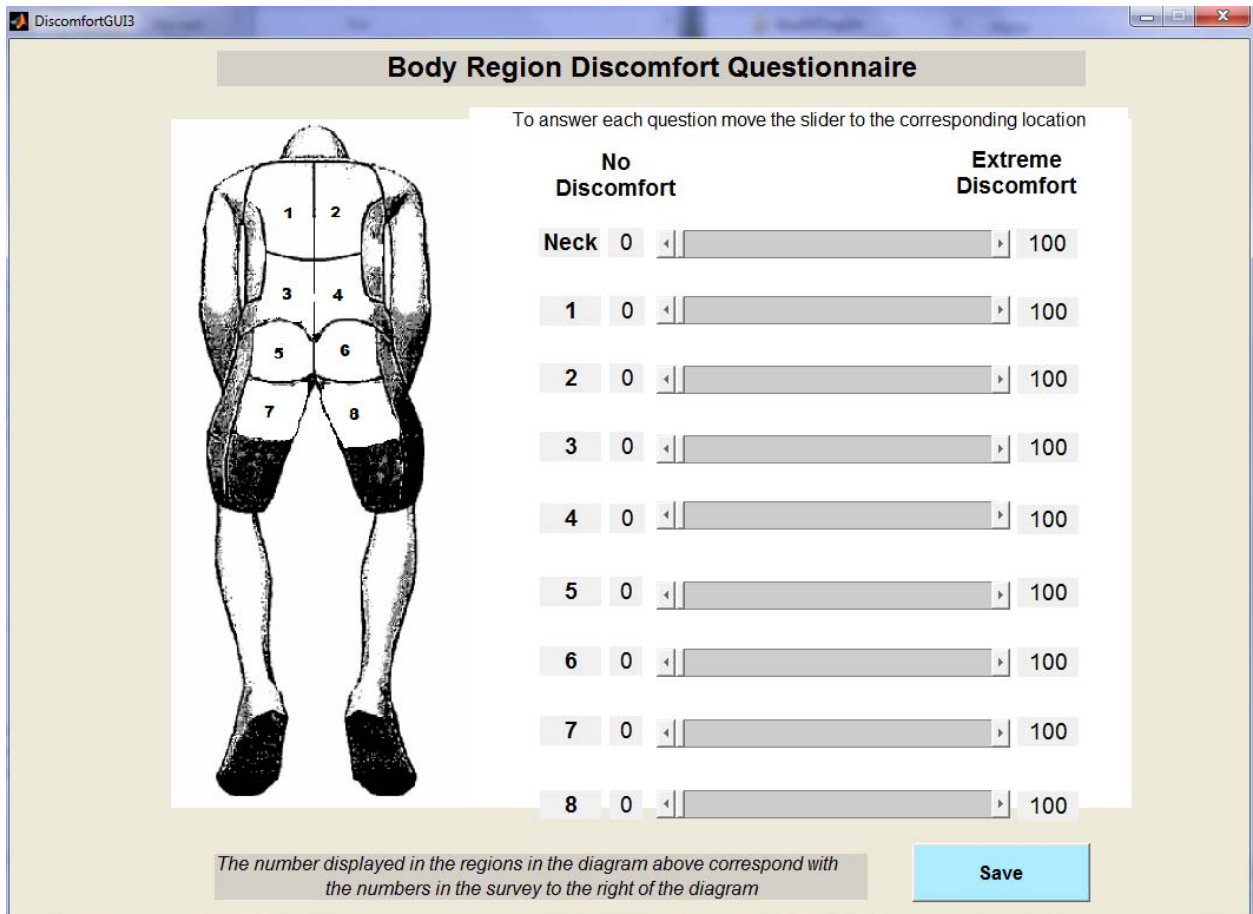 DiscomfortGUI3
Body Region Discomfort Questionnaire
To answer each question move the slider to the corresponding location
No
Discomfort
Extreme
Discomfort
1 2
3 4
5 6
7 8
Neck 0 100
1 0 100
2 0 100
3 0 100
4 0 100
5 0 100
6 0 100
7 0 100
8 0 100
The number displayed in the regions in the diagram above correspond with
the numbers in the survey to the right of the diagram
Save